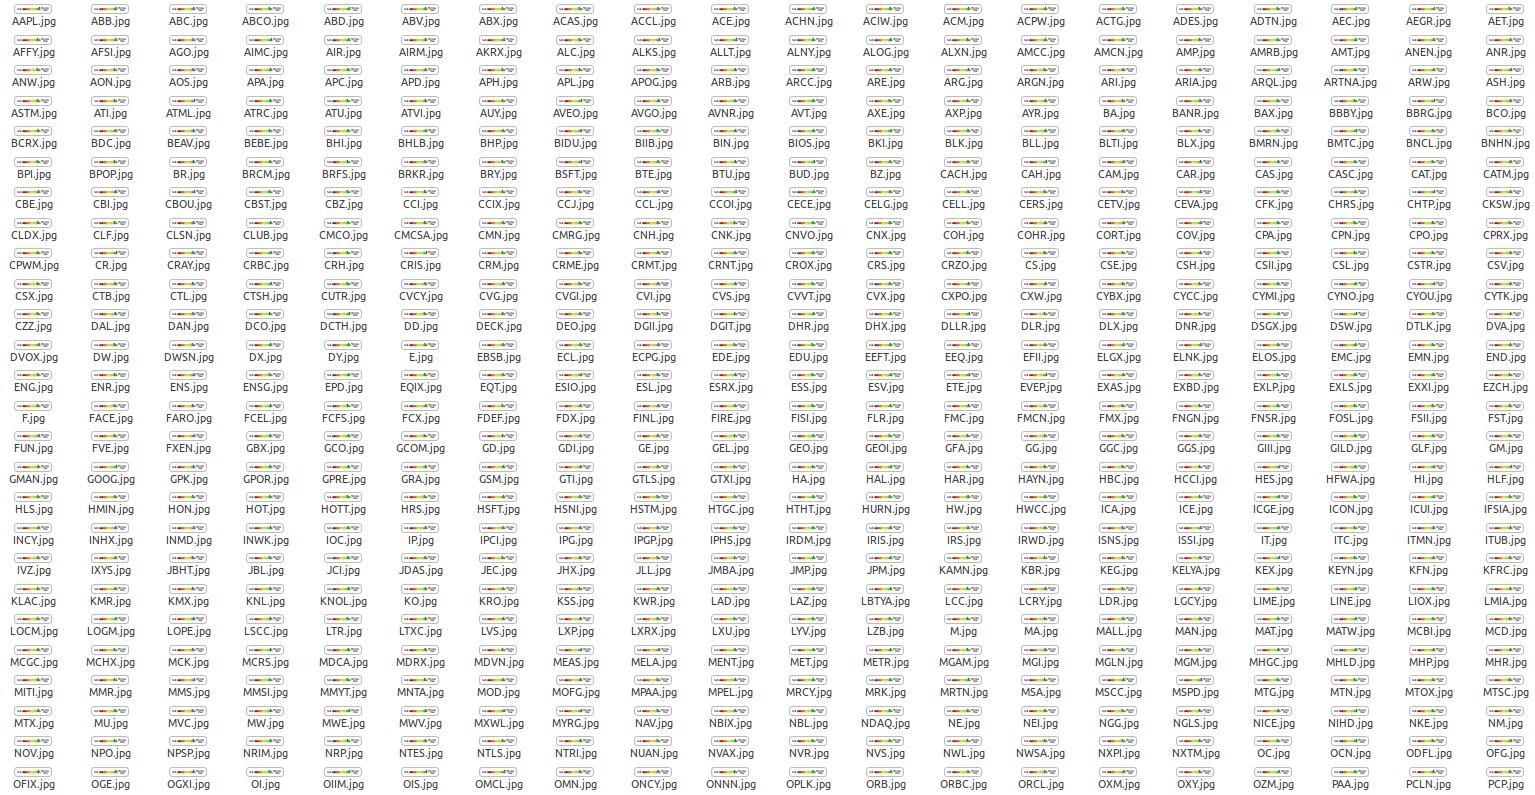 AAPL.jpg ABB.jpg ABC.jpg ABCO.jpg ABD.jpg ABV.jpg ABX.jpg ACAS.jpg ACCL.jpg ACE.jpg ACHN.jpg ACIW.jpg ACM.jpg ACPW.jpg ACTG.jpg ADES.jpg ADTN.jpg AEC.jpg AEGR.jpg AET.jpg
AFFY.jpg AFSI.jpg AGO.jpg AIMC.jpg AIR.jpg AIRM.jpg AKRX.jpg ALC.jpg ALKS.jpg ALLT.jpg ALNY.jpg ALOG.jpg ALXN.jpg AMCC.jpg AMCN.jpg AMP.jpg AMRB.jpg AMT.jpg ANEN.jpg ANR.jpg
ANW.jpg AON.jpg AOS.jpg APA.jpg APC.jpg APD.jpg APH.jpg APL.jpg APOG.jpg ARB.jpg ARCC.jpg ARE.jpg ARG.jpg ARGN.jpg ARI.jpg ARIA.jpg ARQL.jpg ARTNA.jpg ARW.jpg ASH.jpg
ASTM.jpg ATI.jpg ATML.jpg ATRC.jpg ATU.jpg ATVI.jpg AUY.jpg AVEO.jpg AVGO.jpg AVNR.jpg AVT.jpg AXE.jpg AXP.jpg AYR.jpg BA.jpg BANR.jpg BAX.jpg BBBY.jpg BBRG.jpg BCO.jpg
BCRX.jpg BDC.jpg BEAV.jpg BEBE.jpg BHI.jpg BHLB.jpg BHP.jpg BIDU.jpg BIIB.jpg BIN.jpg BIOS.jpg BKI.jpg BLK.jpg BLL.jpg BLTI.jpg BLX.jpg BMRN.jpg BMTC.jpg BNCL.jpg BNHN.jpg
BPI.jpg BPOP.jpg BR.jpg BRCM.jpg BRFS.jpg BRKR.jpg BRY.jpg BSFT.jpg BTE.jpg BTU.jpg BUD.jpg BZ.jpg CACH.jpg CAH.jpg CAM.jpg CAR.jpg CAS.jpg CASC.jpg CAT.jpg CATM.jpg
CBE.jpg CBI.jpg CBOU.jpg CBST.jpg CBZ.jpg CCI.jpg CCIX.jpg CCJ.jpg CCL.jpg CCOI.jpg CECE.jpg CELG.jpg CELL.jpg CERS.jpg CETV.jpg CEVA.jpg CFK.jpg CHRS.jpg CHTP.jpg CKSW.jpg
CLDX.jpg CLF.jpg CLSN.jpg CLUB.jpg CMCO.jpg CMCSA.jpg CMN.jpg CMRG.jpg CNH.jpg CNK.jpg CNVO.jpg CNX.jpg COH.jpg COHR.jpg CORT.jpg COV.jpg CPA.jpg CPN.jpg CPO.jpg CPRX.jpg
CPWM.jpg CR.jpg CRAY.jpg CRBC.jpg CRH.jpg CRIS.jpg CRM.jpg CRME.jpg CRMT.jpg CRNT.jpg CROX.jpg CRS.jpg CRZO.jpg CS.jpg CSE.jpg CSH.jpg CSII.jpg CSL.jpg CSTR.jpg CSV.jpg
CSX.jpg CTB.jpg CTL.jpg CTSH.jpg CUTR.jpg CVCY.jpg CVG.jpg CVGI.jpg CVI.jpg CVS.jpg CVVT.jpg CVX.jpg CXPO.jpg CXW.jpg CYBX.jpg CYCC.jpg CYMI.jpg CYNO.jpg CYOU.jpg CYTK.jpg
CZZ.jpg DAL.jpg DAN.jpg DCO.jpg DCTH.jpg DD.jpg DECK.jpg DEO.jpg DGII.jpg DGIT.jpg DHR.jpg DHX.jpg DLLR.jpg DLR.jpg DLX.jpg DNR.jpg DSGX.jpg DSW.jpg DTLK.jpg DVA.jpg
DVOX.jpg DW.jpg DWSN.jpg DX.jpg DY.jpg E.jpg EBSB.jpg ECL.jpg ECPG.jpg EDE.jpg EDU.jpg EEFT.jpg EEQ.jpg EFII.jpg ELGX.jpg ELNK.jpg ELOS.jpg EMC.jpg EMN.jpg END.jpg
ENG.jpg ENR.jpg ENS.jpg ENSG.jpg EPD.jpg EQIX.jpg EQT.jpg ESIO.jpg ESL.jpg ESRX.jpg ESS.jpg ESV.jpg ETE.jpg EVEP.jpg EXAS.jpg EXBD.jpg EXLP.jpg EXLS.jpg EXXI.jpg EZCH.jpg
F.jpg FACE.jpg FARO.jpg FCEL.jpg FCFS.jpg FCX.jpg FDEF.jpg FDX.jpg FINL.jpg FIRE.jpg FISI.jpg FLR.jpg FMC.jpg FMCN.jpg FMX.jpg FNGN.jpg FNSR.jpg FOSL.jpg FSII.jpg FST.jpg
FUN.jpg FVE.jpg FXEN.jpg GBX.jpg GCO.jpg GCOM.jpg GD.jpg GDI.jpg GE.jpg GEL.jpg GEO.jpg GEOI.jpg GFA.jpg GG.jpg GGC.jpg GGS.jpg GIII.jpg GILD.jpg GLF.jpg GM.jpg
GMAN.jpg GOOG.jpg GPK.jpg GPOR.jpg GPRE.jpg GRA.jpg GSM.jpg GTI.jpg GTLS.jpg GTXI.jpg HA.jpg HAL.jpg HAR.jpg HAYN.jpg HBC.jpg HCCI.jpg HES.jpg HFWA.jpg HI.jpg HLF.jpg
HLS.jpg HMIN.jpg HON.jpg HOT.jpg HOTT.jpg HRS.jpg HSFT.jpg HSNI.jpg HSTM.jpg HTGC.jpg HTHT.jpg HURN.jpg HW.jpg HWCC.jpg ICA.jpg ICE.jpg ICGE.jpg ICON.jpg ICUI.jpg IFSIA.jpg
INCY.jpg INHX.jpg INMD.jpg INWK.jpg IOC.jpg IP.jpg IPCI.jpg IPG.jpg IPGP.jpg IPHS.jpg IRDM.jpg IRIS.jpg IRS.jpg IRWD.jpg ISNS.jpg ISSI.jpg IT.jpg ITC.jpg ITMN.jpg ITUB.jpg
IVZ.jpg IXYS.jpg JBHT.jpg JBL.jpg JCI.jpg JDAS.jpg JEC.jpg JHX.jpg JLL.jpg JMBA.jpg JMP.jpg JPM.jpg KAMN.jpg KBR.jpg KEG.jpg KELYA.jpg KEX.jpg KEYN.jpg KFN.jpg KFRC.jpg
KLAC.jpg KMR.jpg KMX.jpg KNL.jpg KNOL.jpg KO.jpg KRO.jpg KSS.jpg KWR.jpg LAD.jpg LAZ.jpg LBTYA.jpg LCC.jpg LCRY.jpg LDR.jpg LGCY.jpg LIME.jpg LINE.jpg LIOX.jpg LMIA.jpg
LOCM.jpg LOGM.jpg LOPE.jpg LSCC.jpg LTR.jpg LTXC.jpg LVS.jpg LXP.jpg LXRX.jpg LXU.jpg LYV.jpg LZB.jpg M.jpg MA.jpg MALL.jpg MAN.jpg MAT.jpg MATW.jpg MCBI.jpg MCD.jpg
MCGC.jpg MCHX.jpg MCK.jpg MCRS.jpg MDCA.jpg MDRX.jpg MDVN.jpg MEAS.jpg MELA.jpg MENT.jpg MET.jpg METR.jpg MGAM.jpg MGI.jpg MGLN.jpg MGM.jpg MHGC.jpg MHLD.jpg MHP.jpg MHR.jpg
MITI.jpg MMR.jpg MMS.jpg MMSI.jpg MMYT.jpg MNTA.jpg MOD.jpg MOFG.jpg MPAA.jpg MPEL.jpg MRCY.jpg MRK.jpg MRTN.jpg MSA.jpg MSCC.jpg MSPD.jpg MTG.jpg MTN.jpg MTOX.jpg MTSC.jpg
MTX.jpg MU.jpg MVC.jpg MW.jpg MWE.jpg MWV.jpg MXWL.jpg MYRG.jpg NAV.jpg NBIX.jpg NBL.jpg NDAQ.jpg NE.jpg NEI.jpg NGG.jpg NGLS.jpg NICE.jpg NIHD.jpg NKE.jpg NM.jpg
NOV.jpg NPO.jpg NPSP.jpg NRIM.jpg NRP.jpg NTES.jpg NTLS.jpg NTRI.jpg NUAN.jpg NVAX.jpg NVR.jpg NVS.jpg NWL.jpg NWSA.jpg NXPI.jpg NXTM.jpg OC.jpg OCN.jpg ODFL.jpg OFG.jpg
OFIX.jpg OGE.jpg OGXI.jpg OI.jpg OIIM.jpg OIS.jpg OMCL.jpg OMN.jpg ONCY.jpg ONNN.jpg OPLK.jpg ORB.jpg ORBC.jpg ORCL.jpg OXM.jpg OXY.jpg OZM.jpg PAA.jpg PCLN.jpg PCP.jpg